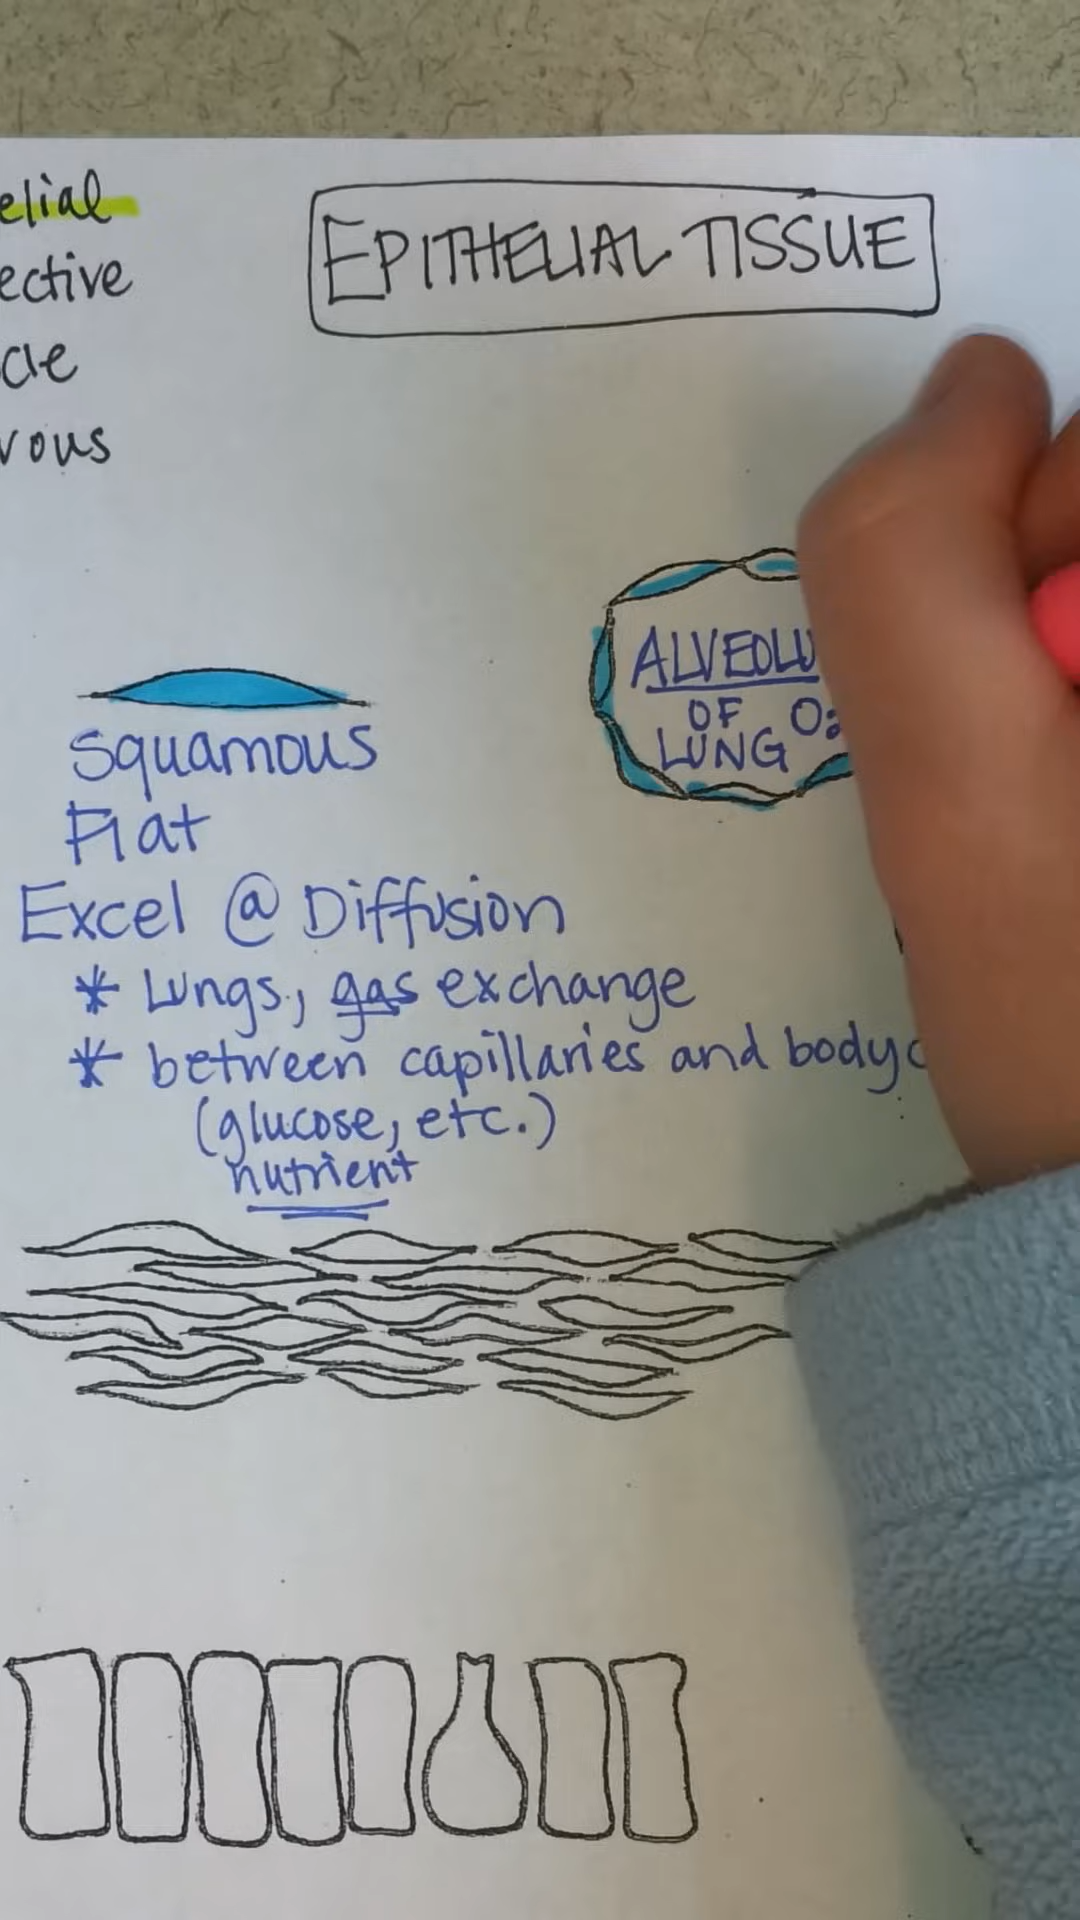 elial
ective
cle
vous
EPITHELIAL TISSUE
ALVEOLU
OF O₂
LUNG
Squamous
Flat
Excel @ Diffusion
* Lungs, gas exchange
* between capillaries and body
(glucose, etc.)
nutrient